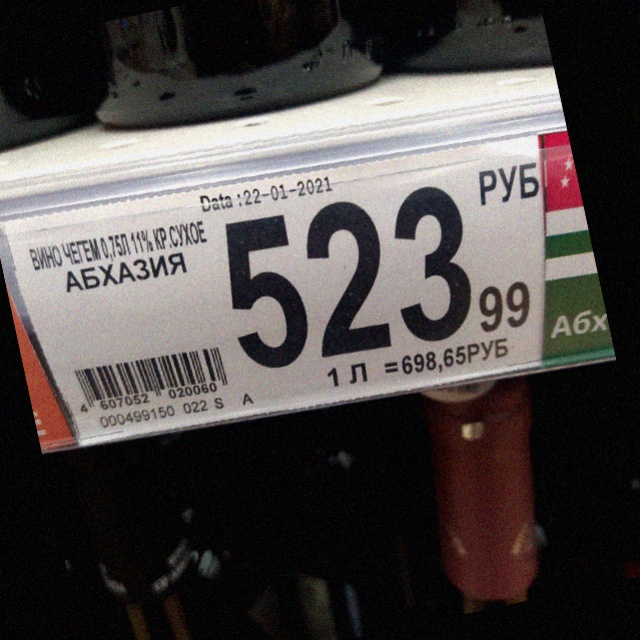 Data :22-01-2021
РУБ
ВИНО ЧЕГЕМ 0,75Л 11% КР.СУХОЕ
АБХАЗИЯ
523
99
1 Л =698,65РУБ
4 607052 020060
000499150 022 S A
Абх